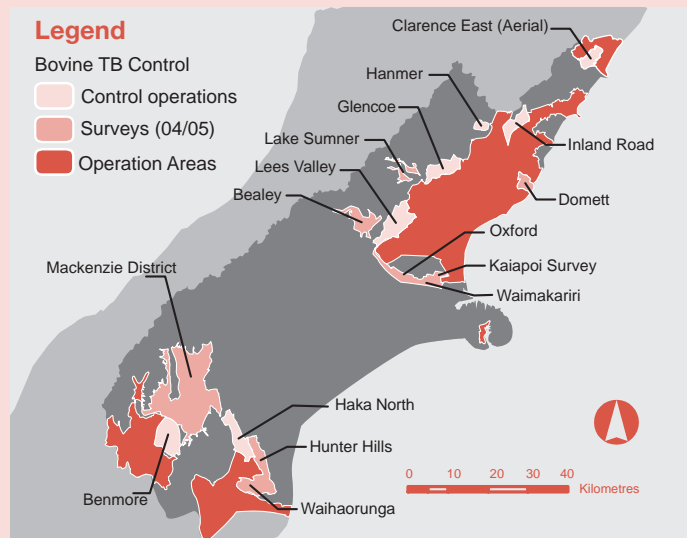 Legend
Bovine TB Control
Control operations
Surveys (04/05)
Operation Areas
Clarence East (Aerial)
Hanmer
Glencoe
Lake Sumner
Lees Valley
Bealey
Inland Road
Domett
Oxford
Kaiapoi Survey
Waimakariri
Mackenzie District
Haka North
Hunter Hills
Benmore
Waihaorunga
0 10 20 30 40
Kilometres